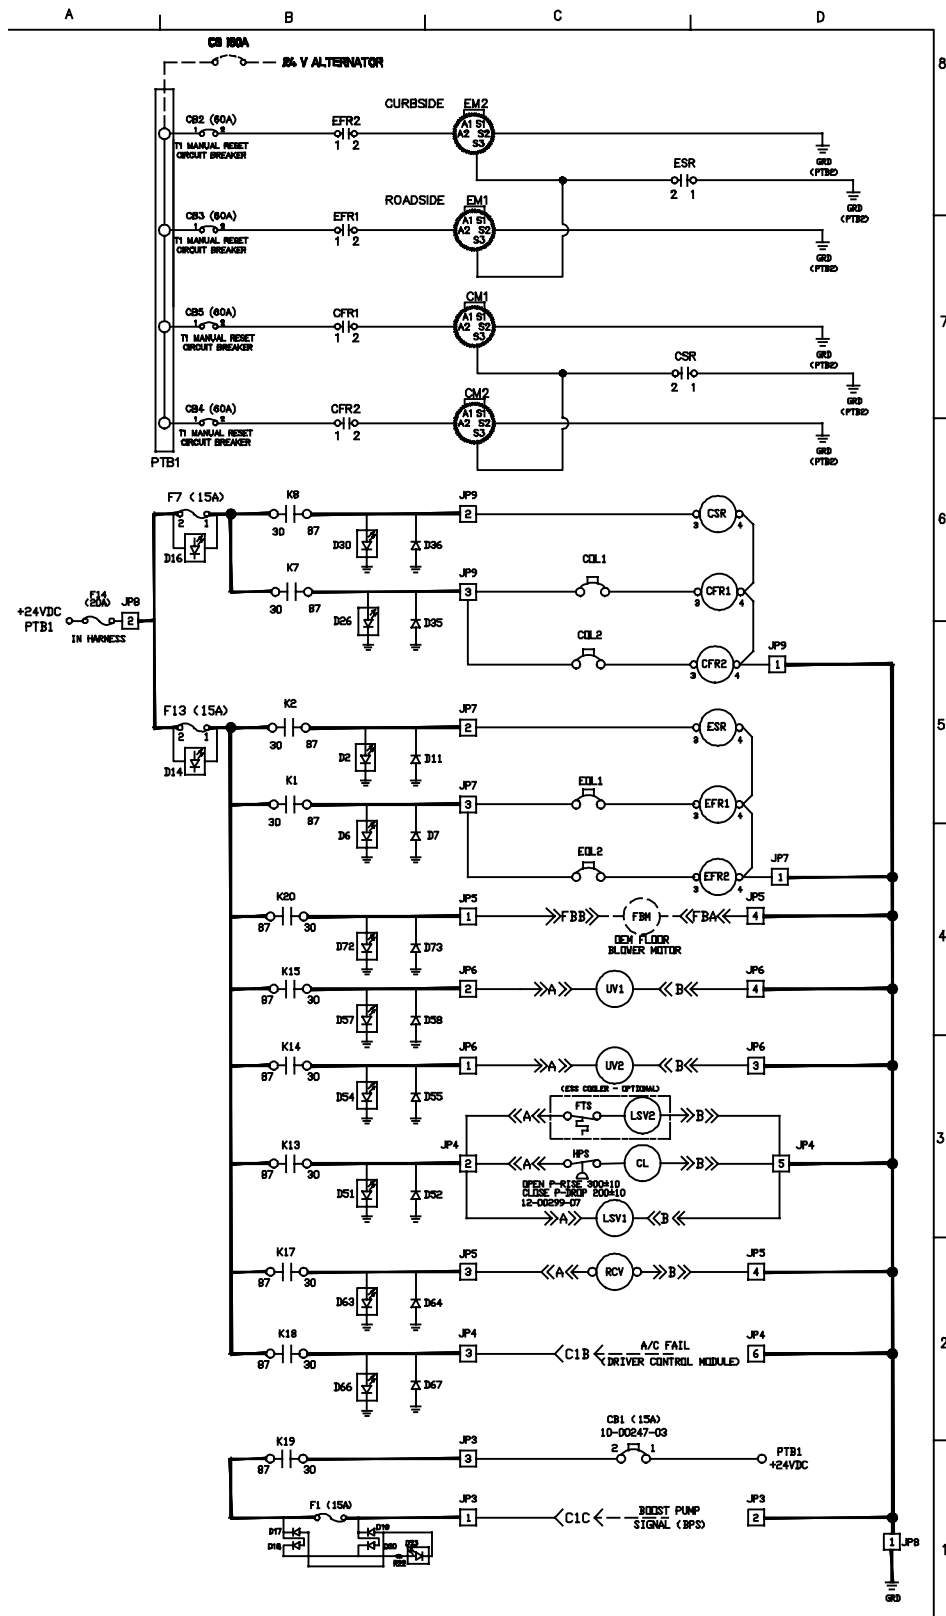 A B C D
8
24 V ALTERNATOR
CURBSIDE EM2
CB2 (60A) EFR2 A1 S1
1 2 A2 S2
S3
T1 MANUAL RESET 1 2
CIRCUIT BREAKER
GRD
(PTB2)
ESR
2 1
GRD
(PTB2)
ROADSIDE EM1
CB3 (60A) EFR1 A1 S1
1 2 A2 S2
S3
T1 MANUAL RESET 1 2
CIRCUIT BREAKER
GRD
(PTB2)
7
CM1
CB5 (60A) CFR1 A1 S1
1 2 A2 S2
S3
T1 MANUAL RESET 1 2
CIRCUIT BREAKER
GRD
(PTB2)
CSR
2 1
GRD
(PTB2)
CM2
CB4 (60A) CFR2 A1 S1
1 2 A2 S2
S3
T1 MANUAL RESET 1 2
CIRCUIT BREAKER
GRD
(PTB2)
PTB1
6
F7 (15A) K8 JP9
2 1 30 87 2 3 CSR 4
D16 D30 D36
K7 JP9 COL1
30 87 3 3 CFR1 4
D26 D35
F14
(20A) JP8
+24VDC
PTB1 2
IN HARNESS
COL2 JP9
3 CFR2 4 1
5
F13 (15A) K2 JP7
2 1 30 87 2 3 ESR 4
D14 D2 D11
K1 JP7 EOL1
30 87 3 3 EFR1 4
D6 D7
EOL2 JP7
3 EFR2 4 1
4
K20 JP5 JP5
87 30 1 FBB FBM FBA 4
D72 D73 OEM FLOOR
BLOWER MOTOR
K15 JP6 JP6
87 30 2 A UV1 B 4
D57 D58
K14 JP6 JP6
87 30 1 A UV2 B 3
D54 D55
(ESS COOLER - OPTIONAL)
FTS
A LSV2 B
3
K13 JP4 HPS JP4
87 30 2 A CL B 5
D51 D52
OPEN P-RISE 300±10
CLOSE P-DROP 200±10
12-00299-07
A LSV1 B
K17 JP5 JP5
87 30 3 A RCV B 4
D63 D64
2
K18 JP4 A/C FAIL JP4
87 30 3 C1B (DRIVER CONTROL MODULE) 6
D66 D67
CB1 (15A)
10-00247-03
K19 JP3 2 1 PTB1
87 30 3 +24VDC
F1 (15A) JP3 BOOST PUMP JP3
1 C1C SIGNAL (BPS) 2
D17 D19
D18 D20
1 JP8
1
GRD